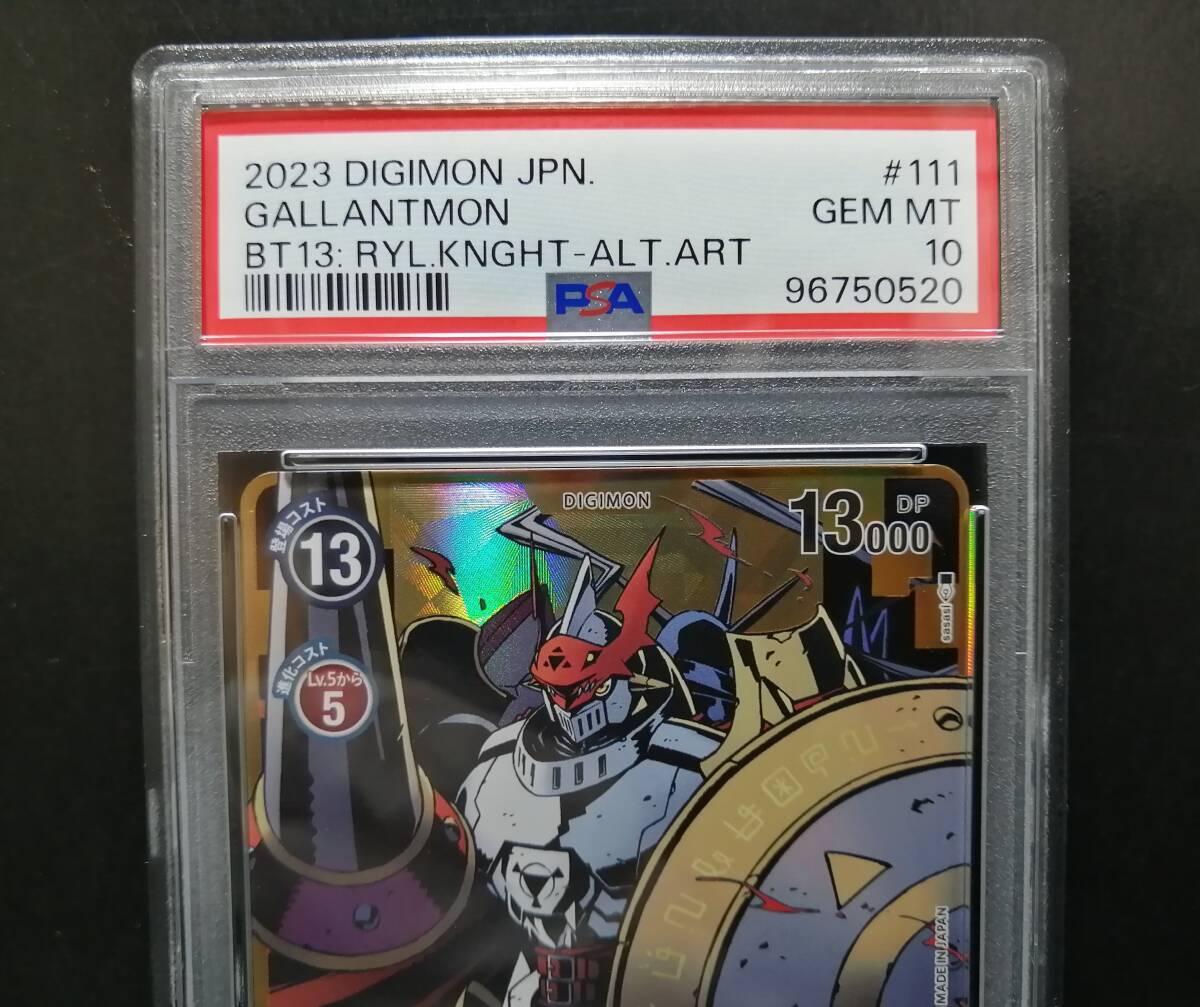 2023 DIGIMON JPN. #111
GALLANTMON GEM MT
BT13: RYL.KNGHT-ALT.ART 10
PSA 96750520
DIGIMON
13000 DP
登場コスト
13
進化コスト
Lv.5から
5
sasasi
MADE IN JAPAN